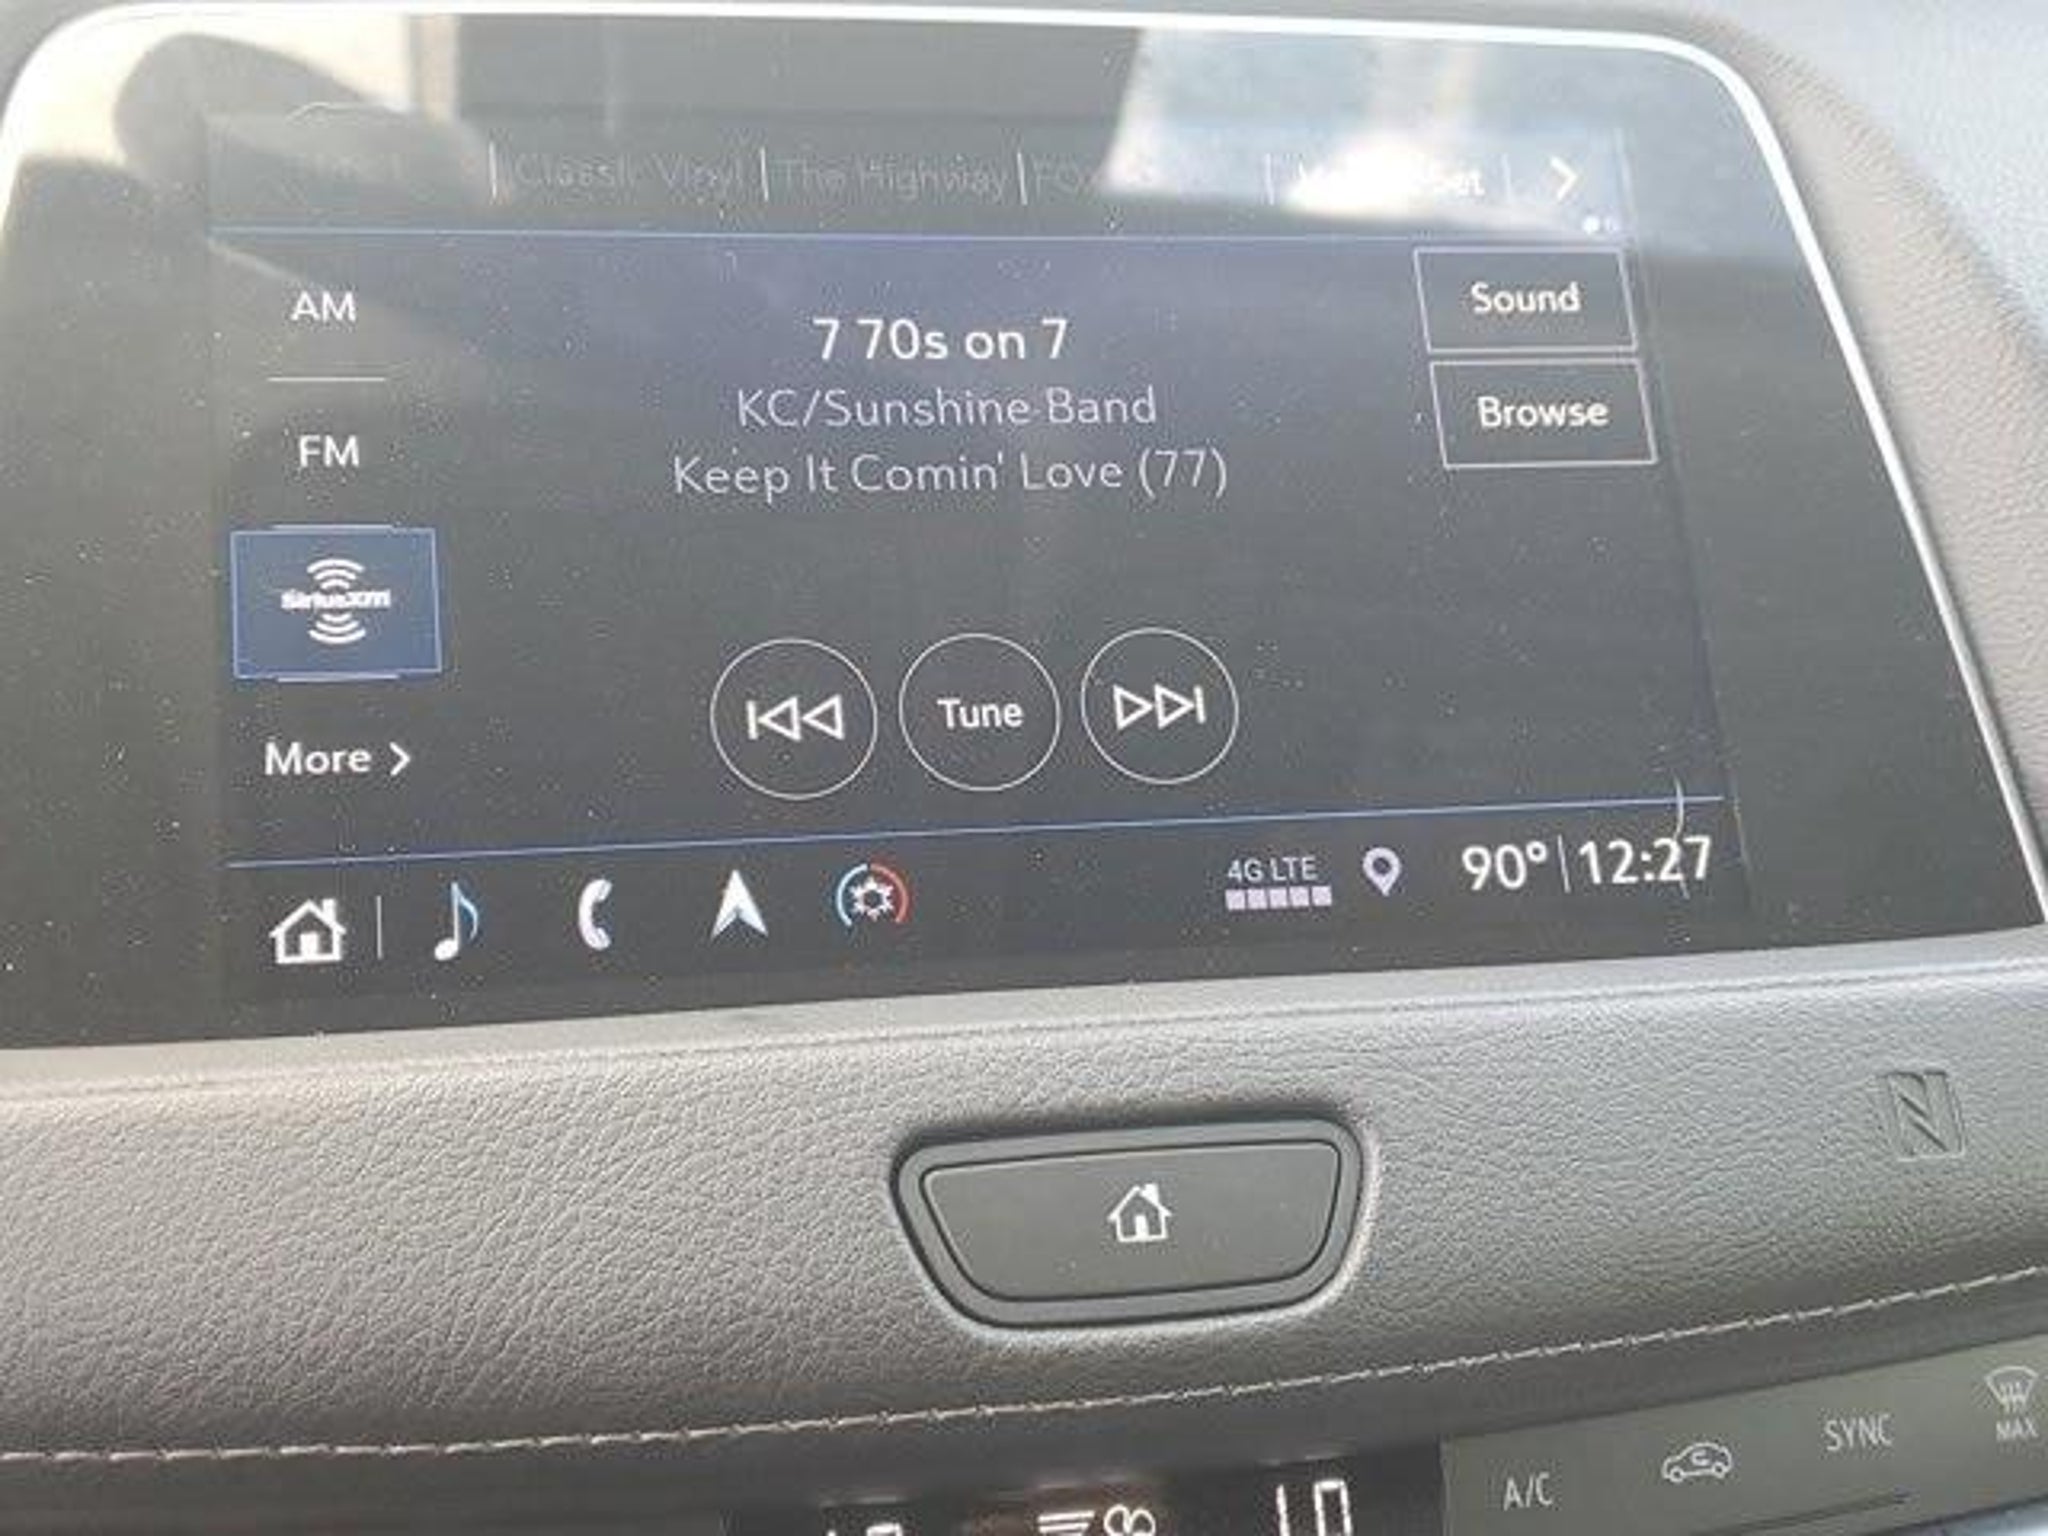 Classic Vinyl | The Highway
AM
FM
siriusxm
More >
7 70s on 7
KC/Sunshine Band
Keep It Comin' Love (77)
Sound
Browse
Tune
4G LTE
90° | 12:27
A/C
SYNC
MAX